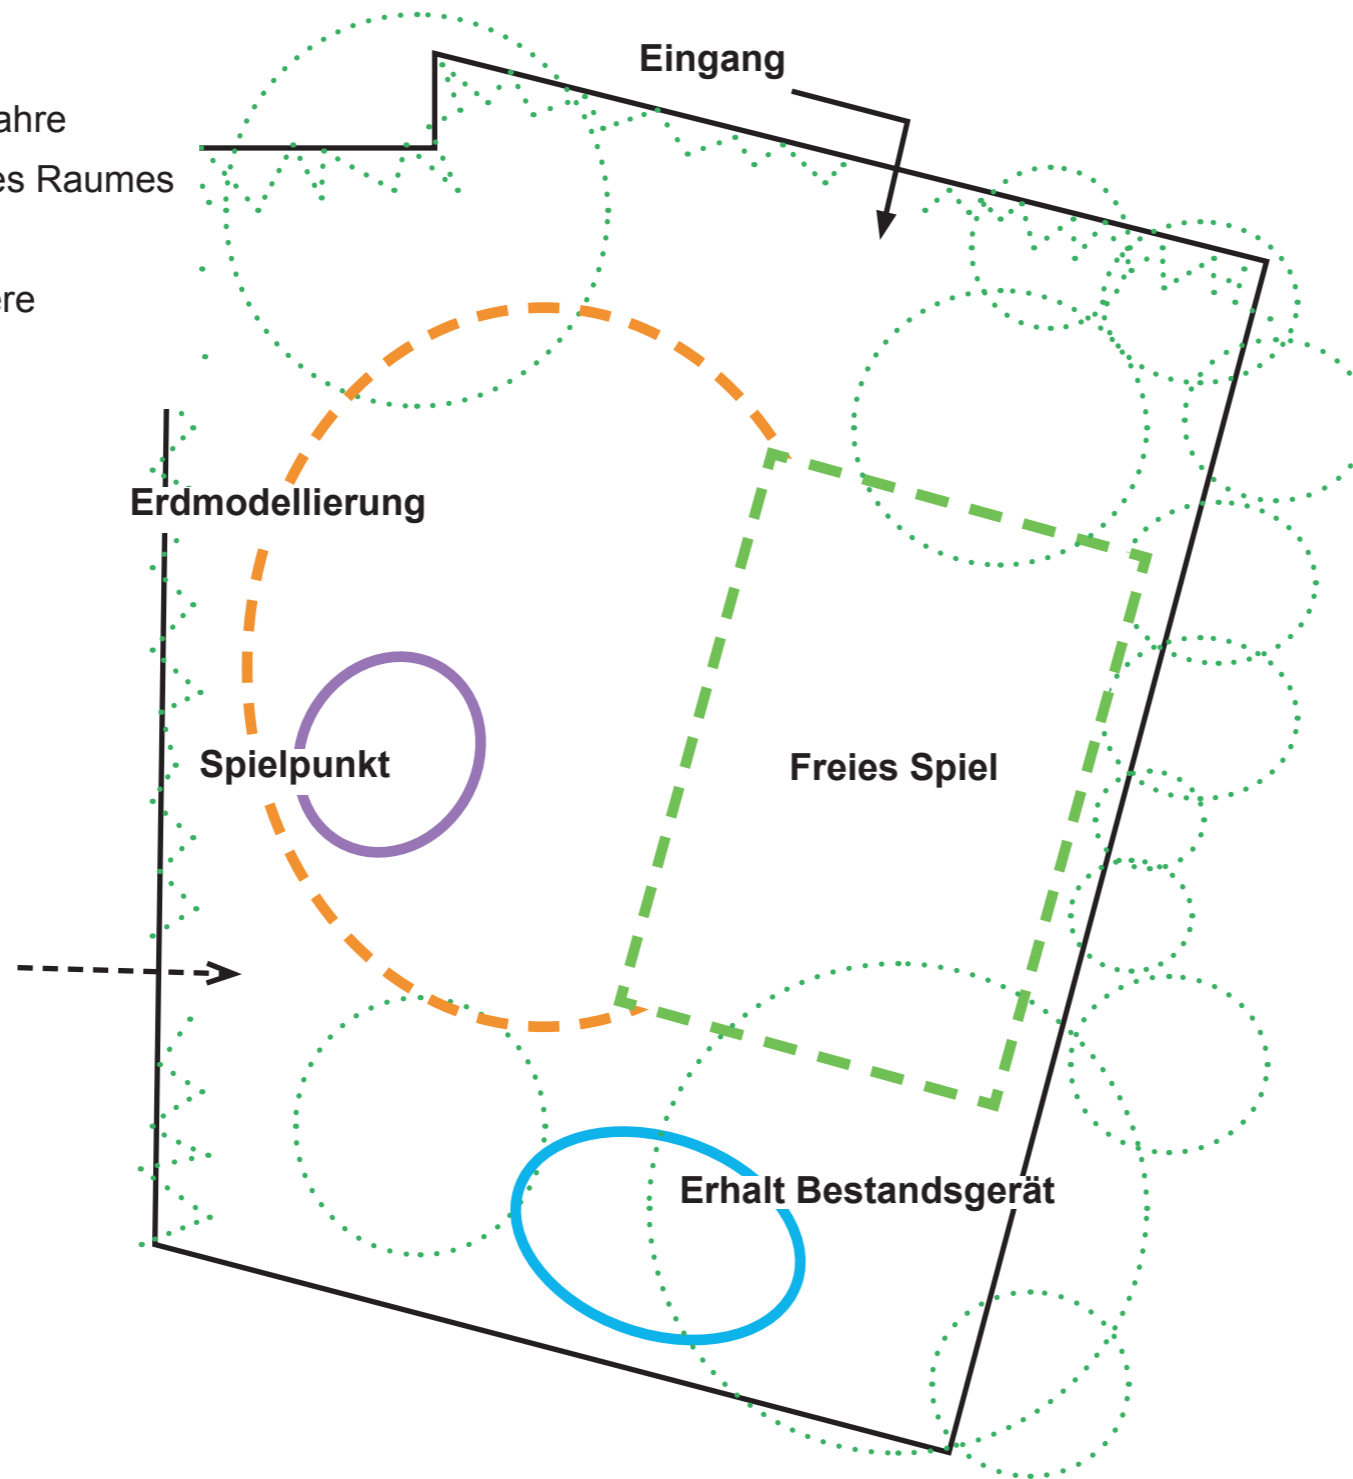 Eingang
ahre
es Raumes
ere
Erdmodellierung
Spielpunkt
Freies Spiel
Erhalt Bestandsgerät